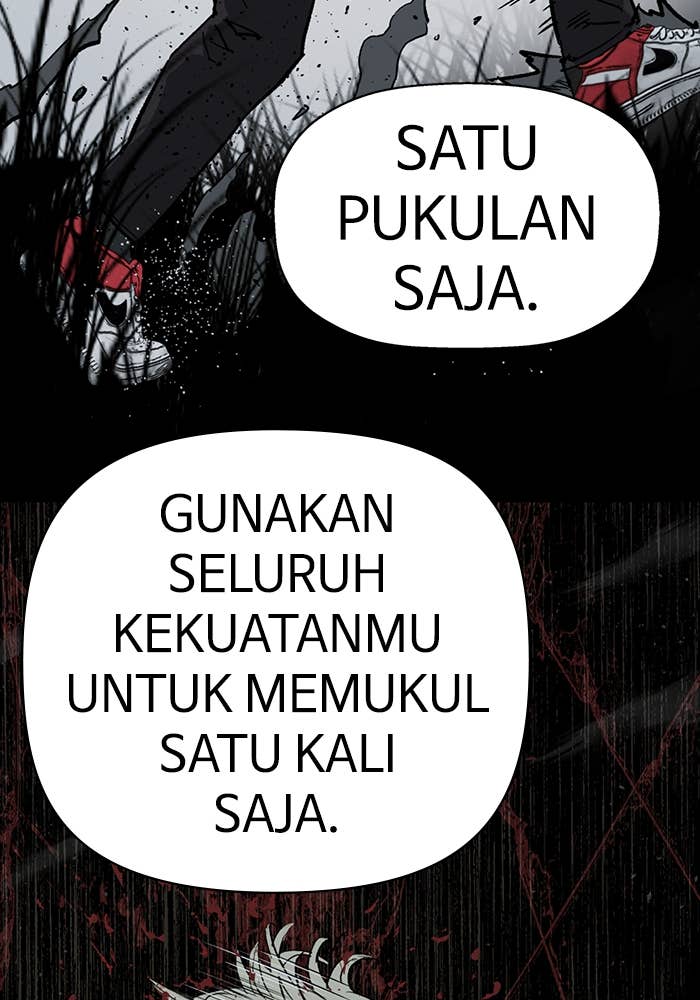 SATU
PUKULAN
SAJA.
GUNAKAN
SELURUH
KEKUATANMU
UNTUK MEMUKUL
SATU KALI
SAJA.